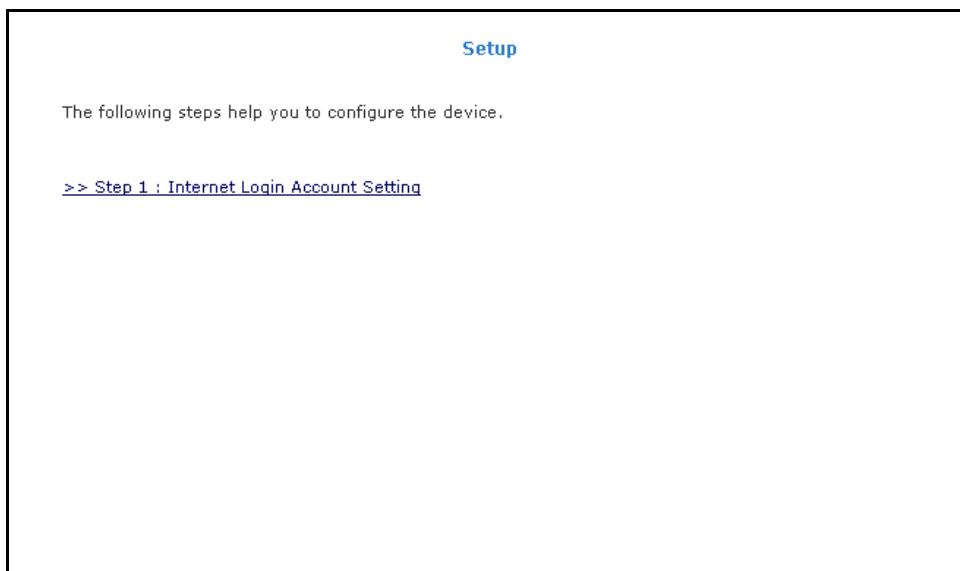 Setup
The following steps help you to configure the device.
>> Step 1 : Internet Login Account Setting